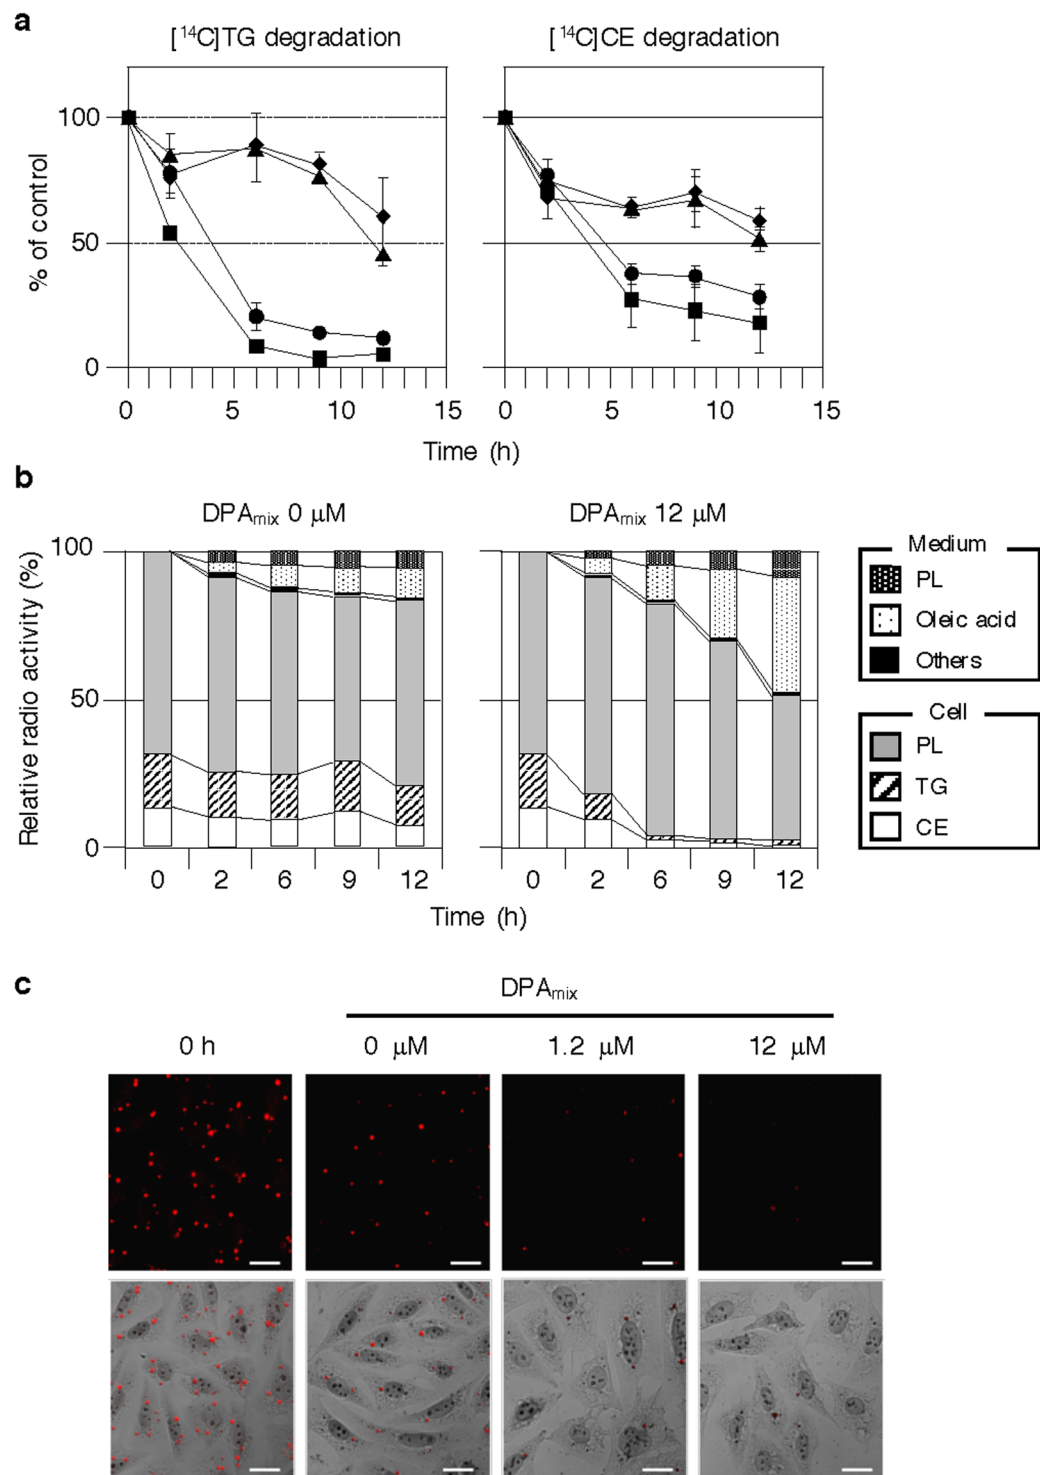 a
[¹⁴C]TG degradation [¹⁴C]CE degradation
% of control
100
50
0
0 5 10 15 0 5 10 15
Time (h)
b
DPAmix 0 μM DPAmix 12 μM
Relative radio activity (%)
100
50
0
0 2 6 9 12 0 2 6 9 12
Time (h)
Medium
PL
Oleic acid
Others
Cell
PL
TG
CE
c
DPAmix
0 h 0 μM 1.2 μM 12 μM